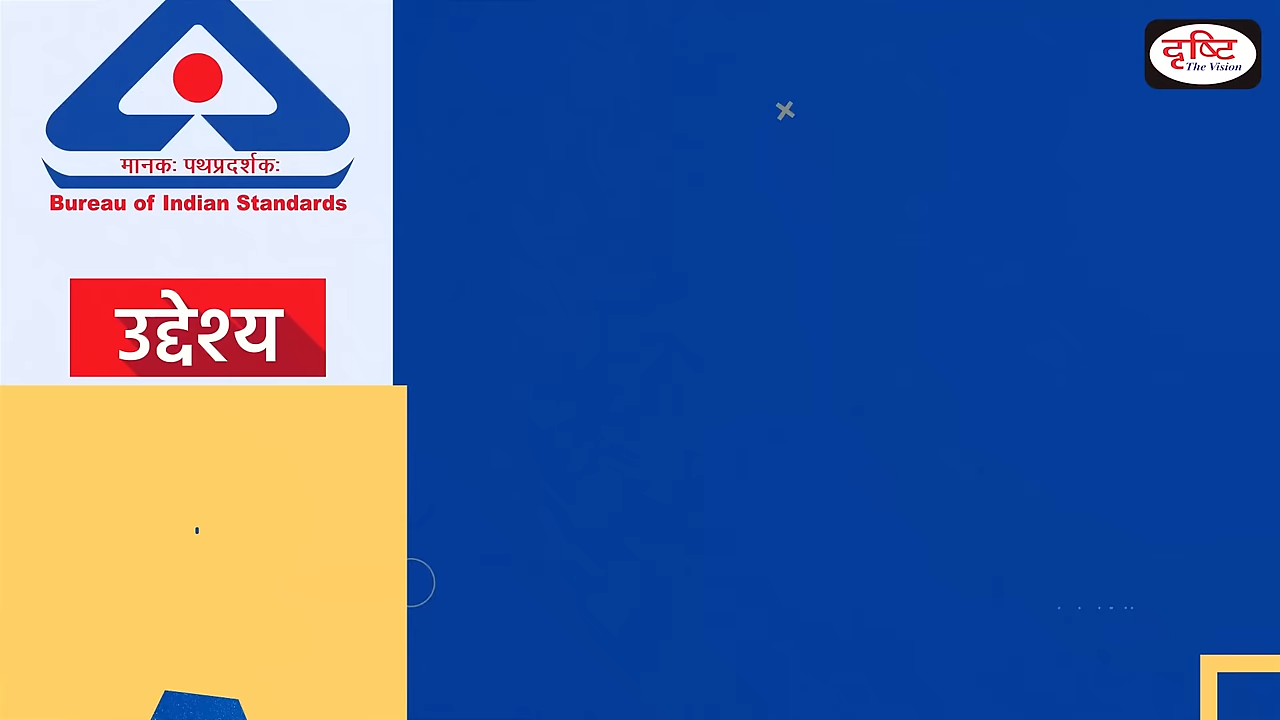 मानकः पथप्रदर्शकः
Bureau of Indian Standards
उद्देश्य
दृष्टि
The Vision